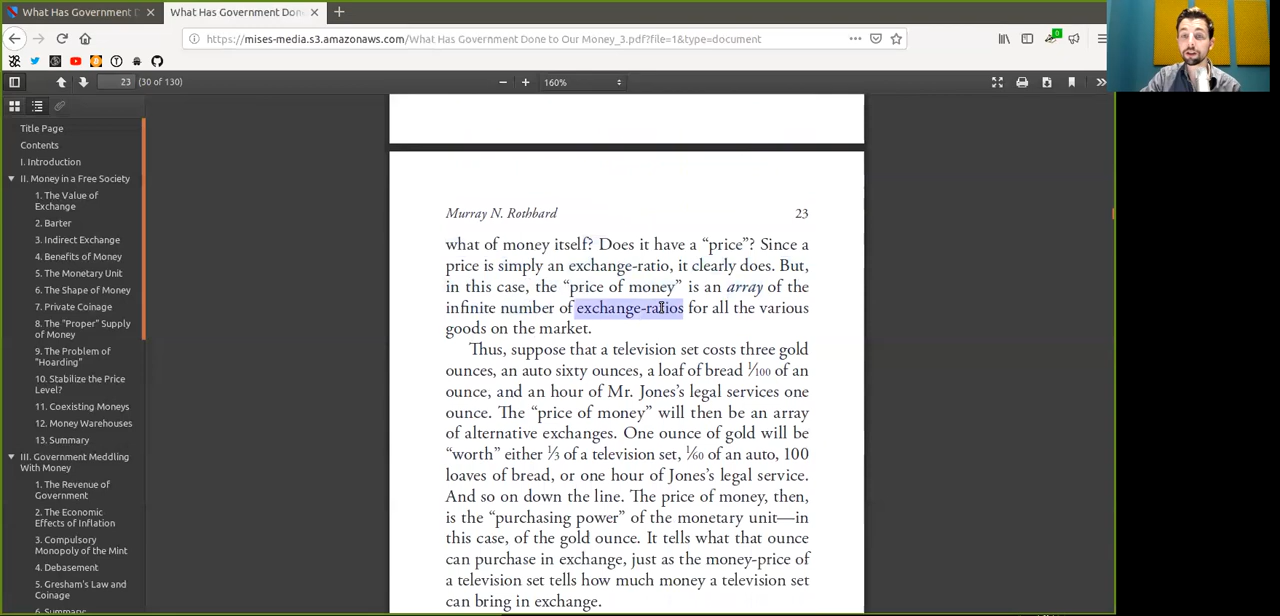 What Has Government D
What Has Government Done
https://mises-media.s3.amazonaws.com/What Has Government Done to Our Money_3.pdf?file=1&type=document
0
23 (30 of 130)
160%
Title Page
Contents
I. Introduction
II. Money in a Free Society
1. The Value of
Exchange
2. Barter
3. Indirect Exchange
4. Benefits of Money
5. The Monetary Unit
6. The Shape of Money
7. Private Coinage
8. The “Proper” Supply
of Money
9. The Problem of
“Hoarding”
10. Stabilize the Price
Level?
11. Coexisting Moneys
12. Money Warehouses
13. Summary
III. Government Meddling
With Money
1. The Revenue of
Government
2. The Economic
Effects of Inflation
3. Compulsory
Monopoly of the Mint
4. Debasement
5. Gresham's Law and
Coinage
6. Summary
Murray N. Rothbard 23
what of money itself? Does it have a “price”? Since a
price is simply an exchange-ratio, it clearly does. But,
in this case, the “price of money” is an array of the
infinite number of exchange-ratios for all the various
goods on the market.
Thus, suppose that a television set costs three gold
ounces, an auto sixty ounces, a loaf of bread 1/100 of an
ounce, and an hour of Mr. Jones’s legal services one
ounce. The “price of money” will then be an array
of alternative exchanges. One ounce of gold will be
“worth” either 1/3 of a television set, 1/60 of an auto, 100
loaves of bread, or one hour of Jones’s legal service.
And so on down the line. The price of money, then,
is the “purchasing power” of the monetary unit—in
this case, of the gold ounce. It tells what that ounce
can purchase in exchange, just as the money-price of
a television set tells how much money a television set
can bring in exchange.